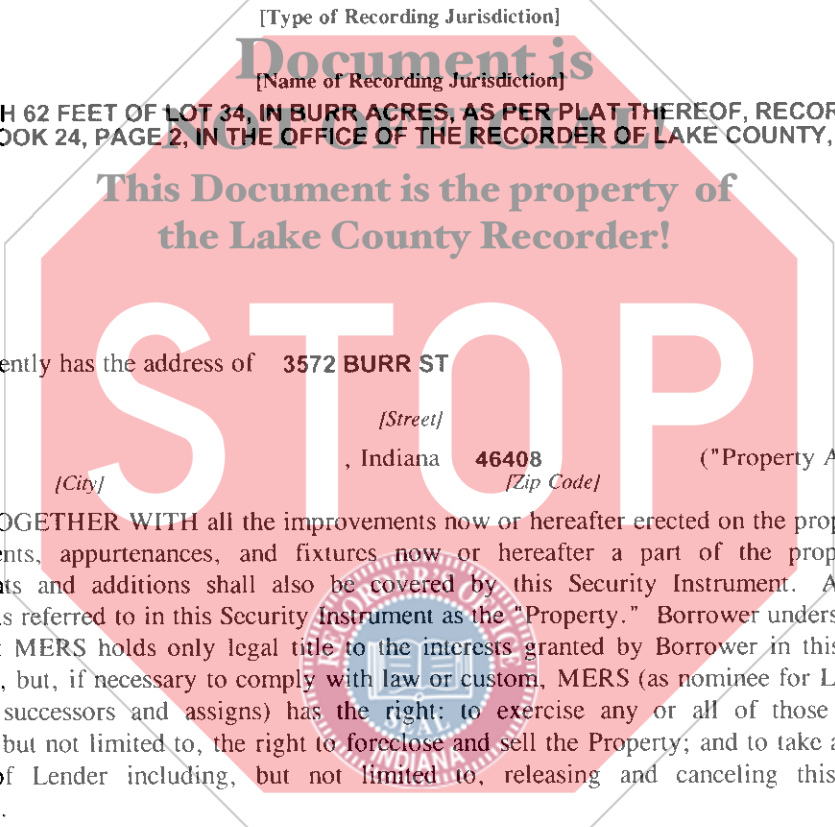 [Type of Recording Jurisdiction]
Document is
[Name of Recording Jurisdiction]
H 62 FEET OF LOT 34, IN BURR ACRES, AS PER PLAT THEREOF, RECOR
NOT OFFICIAL!
OOK 24, PAGE 2, IN THE OFFICE OF THE RECORDER OF LAKE COUNTY,
This Document is the property of
the Lake County Recorder!
STOP
ently has the address of 3572 BURR ST
[Street]
, Indiana 46408 ("Property A
[City] [Zip Code]
OGETHER WITH all the improvements now or hereafter erected on the prop
ents, appurtenances, and fixtures now or hereafter a part of the prop
nts and additions shall also be covered by this Security Instrument. A
s referred to in this Security Instrument as the "Property." Borrower unders
t MERS holds only legal title to the interests granted by Borrower in this
, but, if necessary to comply with law or custom, MERS (as nominee for L
successors and assigns) has the right: to exercise any or all of those
but not limited to, the right to foreclose and sell the Property; and to take a
of Lender including, but not limited to, releasing and canceling this
.
RECORDER'S OFFICE
SEAL
INDIANA